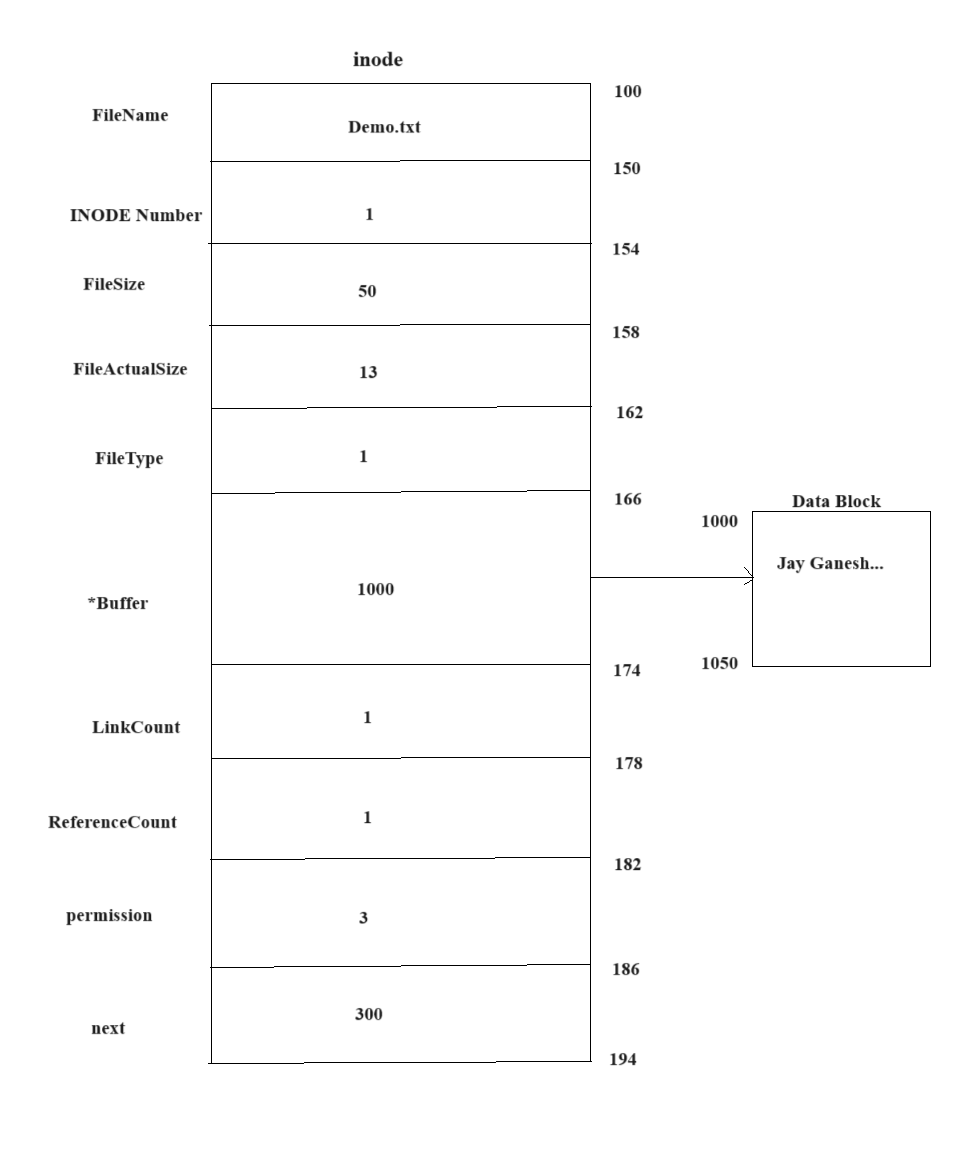 inode
100
FileName
Demo.txt
150
INODE Number
1
154
FileSize
50
158
FileActualSize
13
162
FileType
1
166
Data Block
1000
Jay Ganesh...
*Buffer
1000
1050
174
LinkCount
1
178
ReferenceCount
1
182
permission
3
186
next
300
194